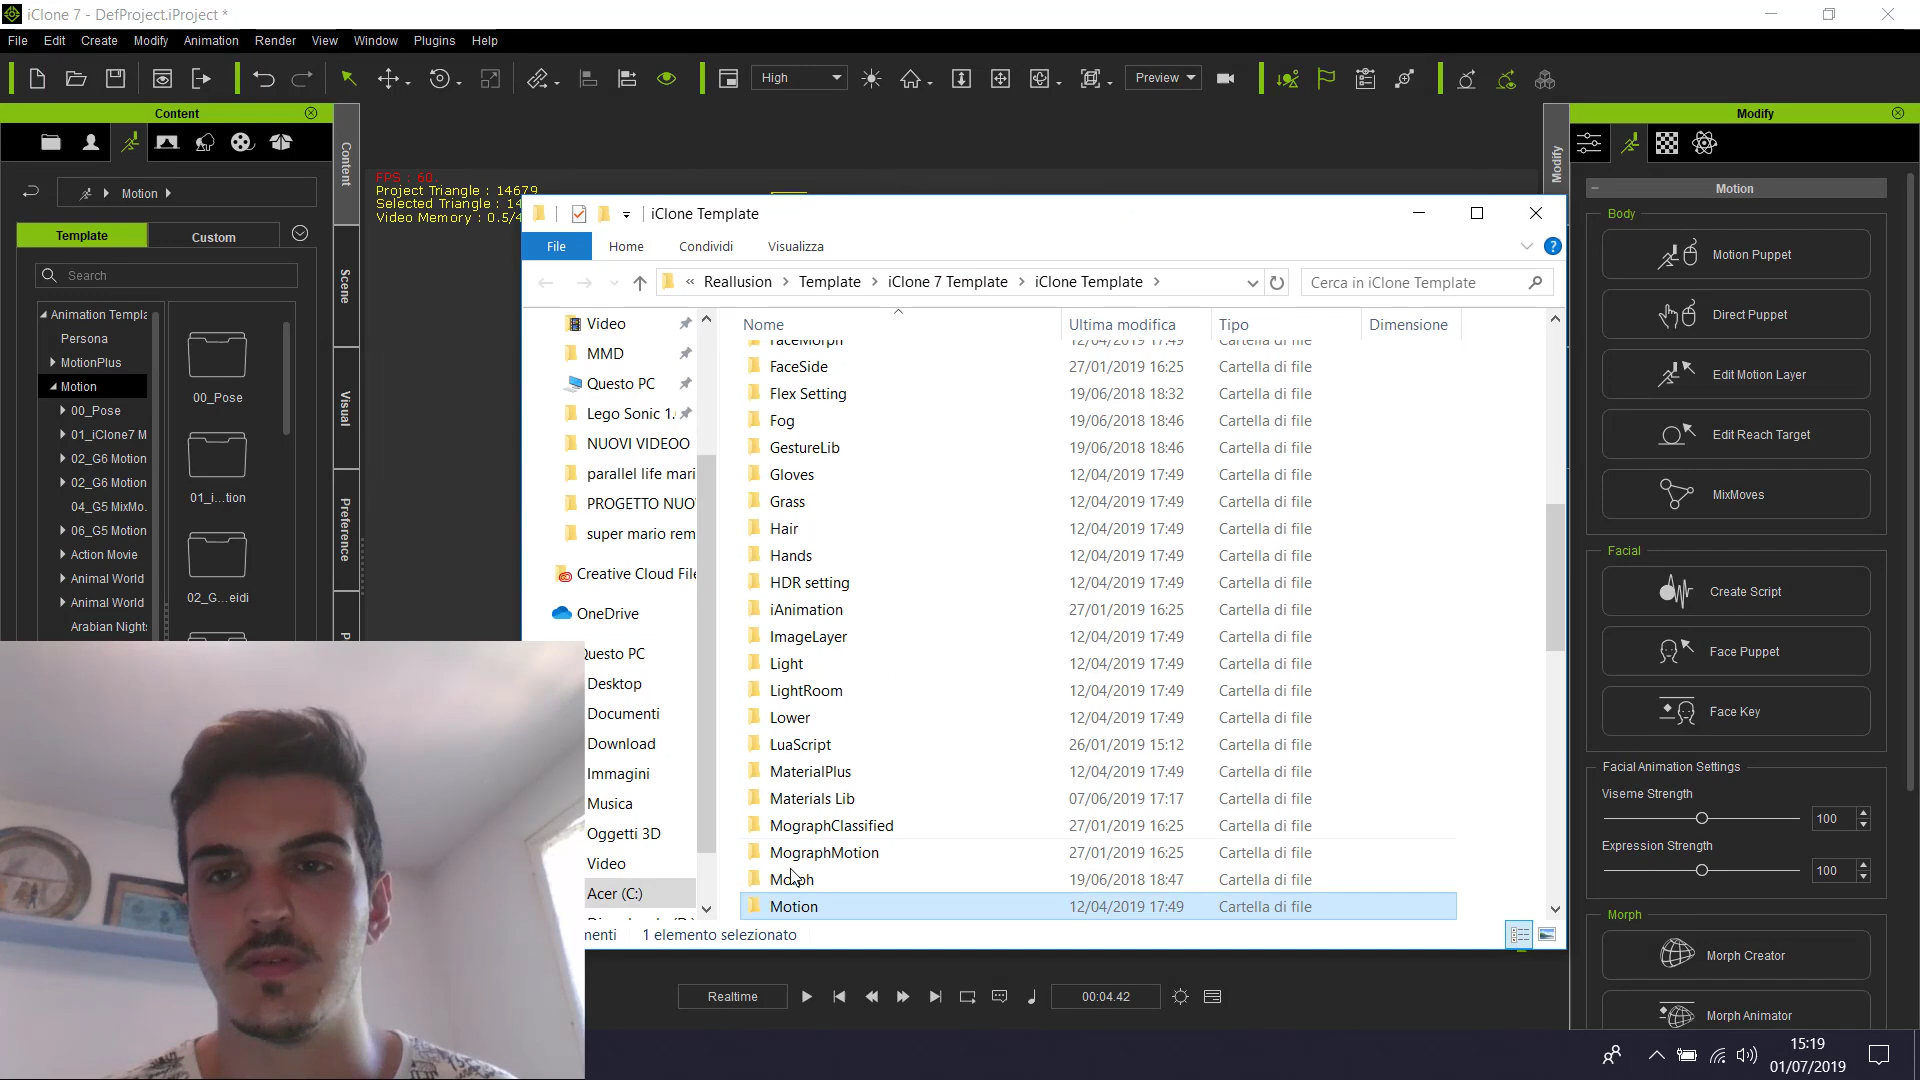 iClone 7 - DefProject.iProject *
File Edit Create Modify Animation Render View Window Plugins Help
High
Preview
Content
Motion
Template Custom
Search
Animation Templa
Persona
MotionPlus
Motion
00_Pose
01_iClone7 M
02_G6 Motion
02_G6 Motion
04_G5 MixMo.
06_G5 Motion
Action Movie
Animal World
Animal World
Arabian Night
00_Pose
01_i...tion
02_G...eidi
Content
Scene
Visual
Preference
P
FPS : 60.
Project Triangle : 14679
Selected Triangle : 14
Video Memory : 0.5/4
iClone Template
File Home Condividi Visualizza
« Reallusion > Template > iClone 7 Template > iClone Template >
Cerca in iClone Template
Video
MMD
Questo PC
Lego Sonic 1.
NUOVI VIDEOO
parallel life mari
PROGETTO NUO
super mario rem
Creative Cloud File
OneDrive
Questo PC
Desktop
Documenti
Download
Immagini
Musica
Oggetti 3D
Video
Acer (C:)
Nome Ultima modifica Tipo Dimensione
FaceMorph 12/04/2019 17:49 Cartella di file
FaceSide 27/01/2019 16:25 Cartella di file
Flex Setting 19/06/2018 18:32 Cartella di file
Fog 19/06/2018 18:46 Cartella di file
GestureLib 19/06/2018 18:46 Cartella di file
Gloves 12/04/2019 17:49 Cartella di file
Grass 12/04/2019 17:49 Cartella di file
Hair 12/04/2019 17:49 Cartella di file
Hands 12/04/2019 17:49 Cartella di file
HDR setting 12/04/2019 17:49 Cartella di file
iAnimation 27/01/2019 16:25 Cartella di file
ImageLayer 12/04/2019 17:49 Cartella di file
Light 12/04/2019 17:49 Cartella di file
LightRoom 12/04/2019 17:49 Cartella di file
Lower 12/04/2019 17:49 Cartella di file
LuaScript 26/01/2019 15:12 Cartella di file
MaterialPlus 12/04/2019 17:49 Cartella di file
Materials Lib 07/06/2019 17:17 Cartella di file
MographClassified 27/01/2019 16:25 Cartella di file
MographMotion 27/01/2019 16:25 Cartella di file
Morph 19/06/2018 18:47 Cartella di file
Motion 12/04/2019 17:49 Cartella di file
menti 1 elemento selezionato
Modify
Modify
Motion
Body
Motion Puppet
Direct Puppet
Edit Motion Layer
Edit Reach Target
MixMoves
Facial
Create Script
Face Puppet
Face Key
Facial Animation Settings
Viseme Strength
100
Expression Strength
100
Morph
Morph Creator
Morph Animator
Realtime
00:04.42
15:19
01/07/2019